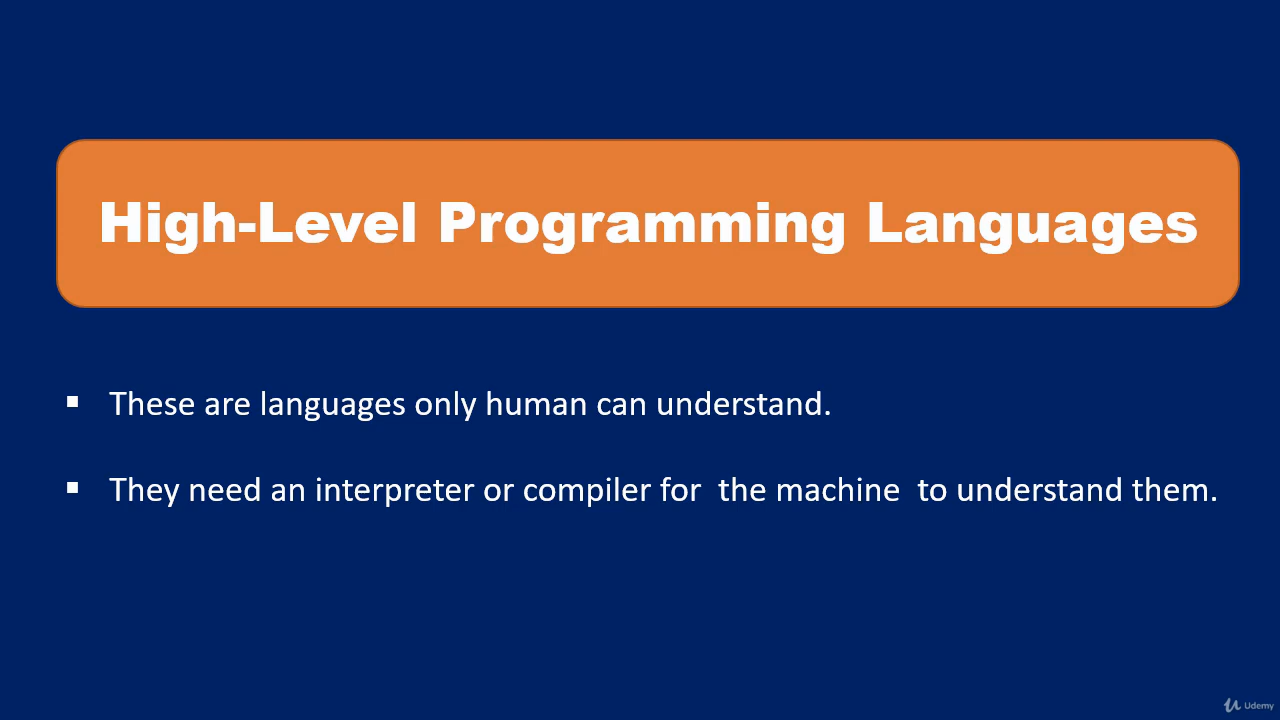 High-Level Programming Languages
▪ These are languages only human can understand.
▪ They need an interpreter or compiler for  the machine  to understand them.
Udemy